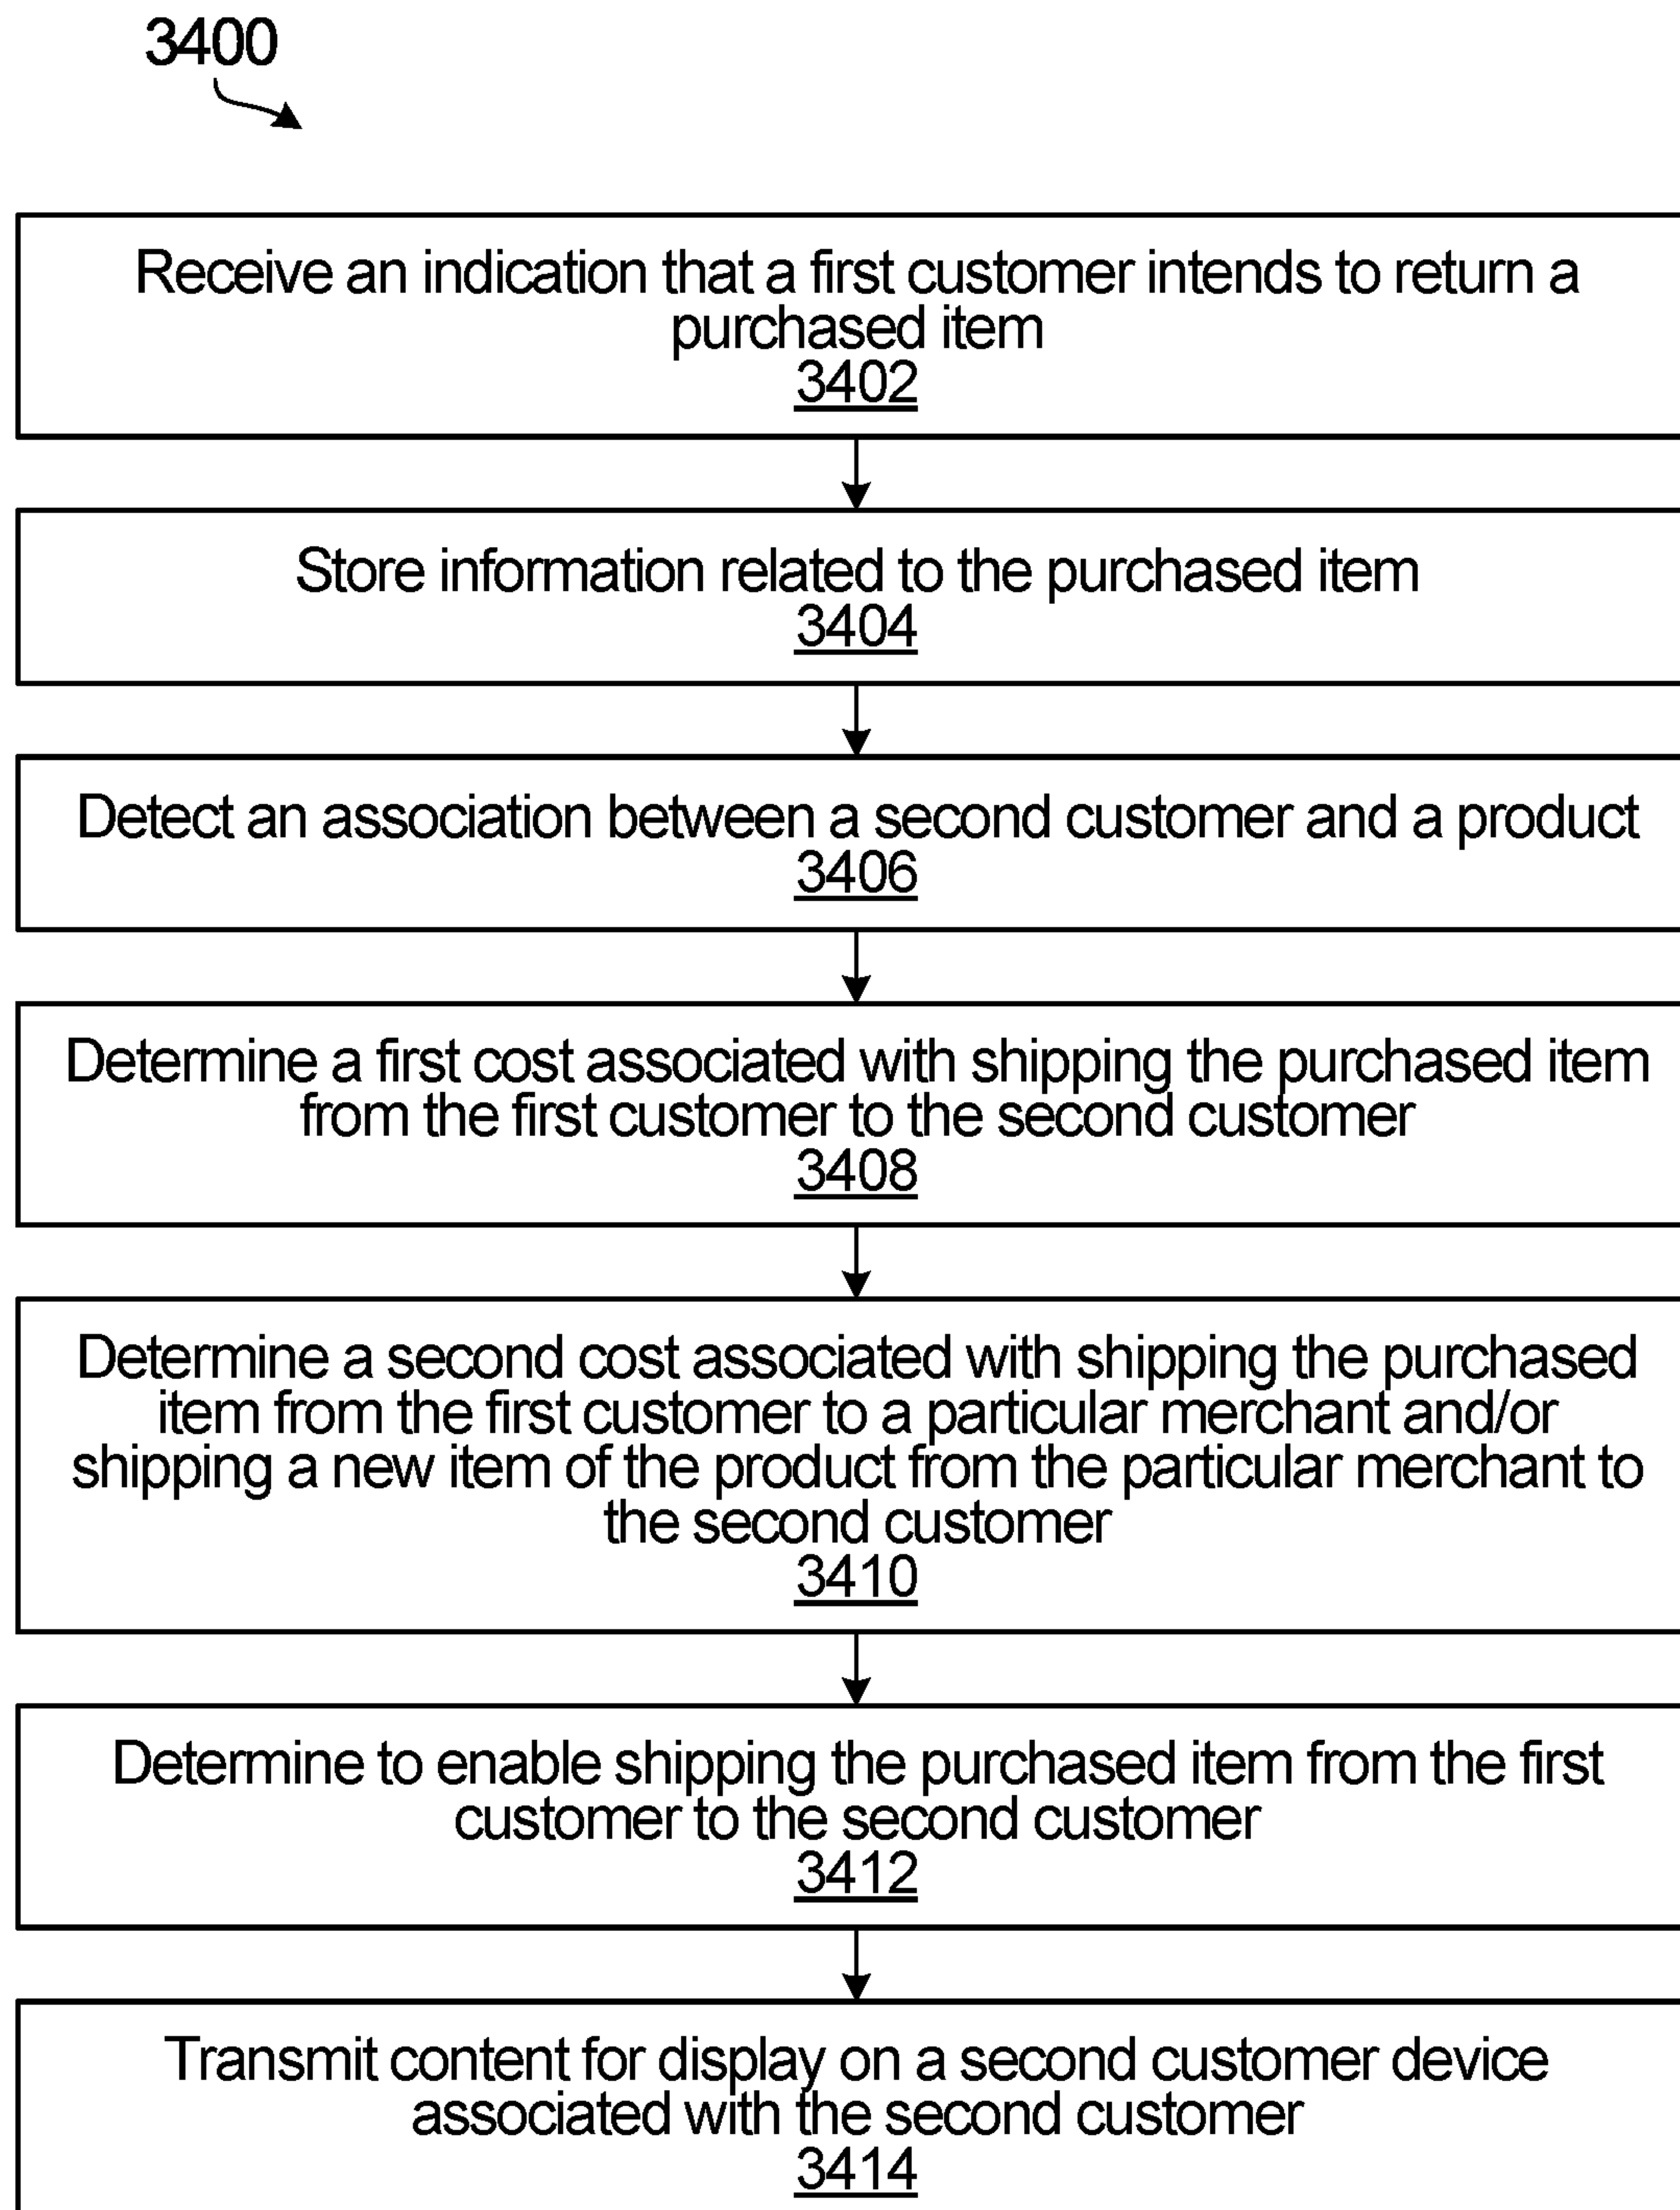 3400
Receive an indication that a first customer intends to return a
purchased item
3402
Store information related to the purchased item
3404
Detect an association between a second customer and a product
3406
Determine a first cost associated with shipping the purchased item
from the first customer to the second customer
3408
Determine a second cost associated with shipping the purchased
item from the first customer to a particular merchant and/or
shipping a new item of the product from the particular merchant to
the second customer
3410
Determine to enable shipping the purchased item from the first
customer to the second customer
3412
Transmit content for display on a second customer device
associated with the second customer
3414